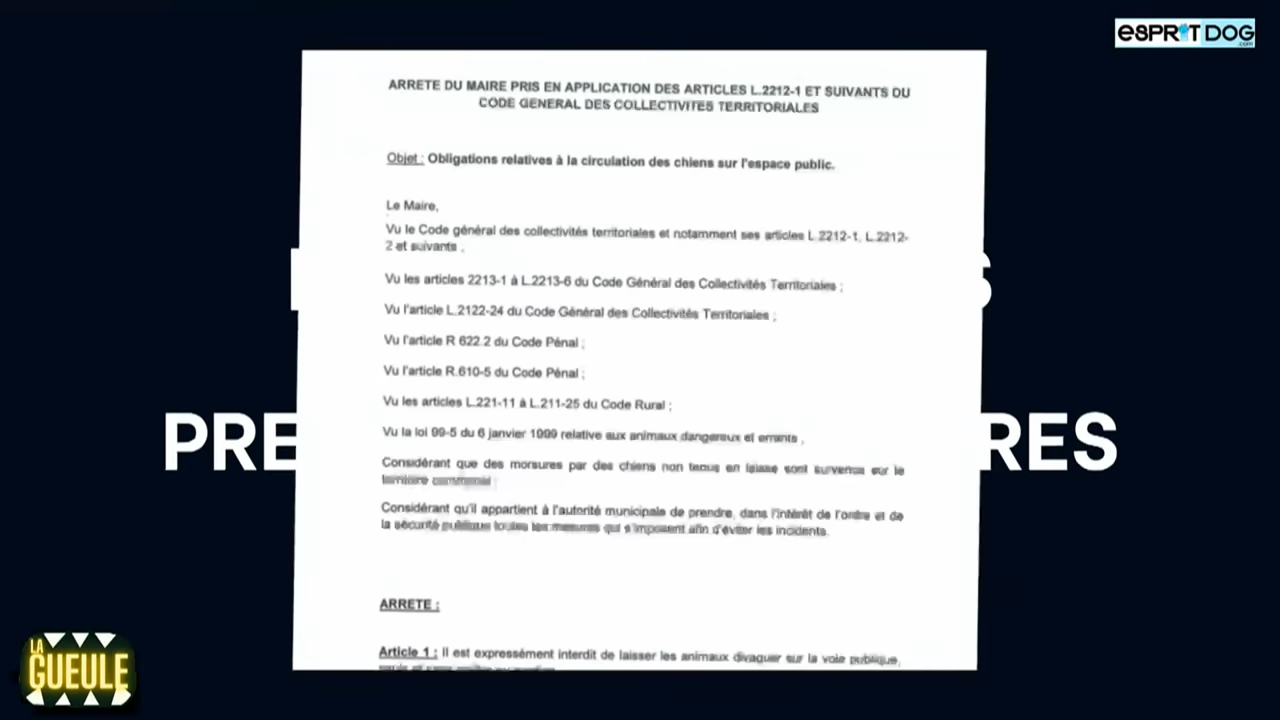 ESPRIT DOG
.com
ARRETE DU MAIRE PRIS EN APPLICATION DES ARTICLES L.2212-1 ET SUIVANTS DU
CODE GENERAL DES COLLECTIVITES TERRITORIALES
Objet : Obligations relatives à la circulation des chiens sur l'espace public.
Le Maire,
Vu le Code général des collectivités territoriales et notamment ses articles L.2212-1, L.2212-
2 et suivants ;
Vu les articles 2213-1 à L.2213-6 du Code Général des Collectivités Territoriales ;
Vu l'article L.2122-24 du Code Général des Collectivités Territoriales ;
Vu l'article R 622.2 du Code Pénal ;
Vu l'article R.610-5 du Code Pénal ;
Vu les articles L.221-11 à L.211-25 du Code Rural ;
Vu la loi 99-5 du 6 janvier 1999 relative aux animaux dangereux et errants ,
Considérant que des morsures par des chiens non tenus en laisse sont survenus sur le
territoire communal ;
Considérant qu'il appartient à l'autorité municipale de prendre, dans l'intérêt de l'ordre et de
la sécurité publique toutes les mesures qui s'imposent afin d'éviter les incidents.
PRE RES
ARRETE :
Article 1 : Il est expressément interdit de laisser les animaux divaguer sur la voie publique,
LA
GUEULE